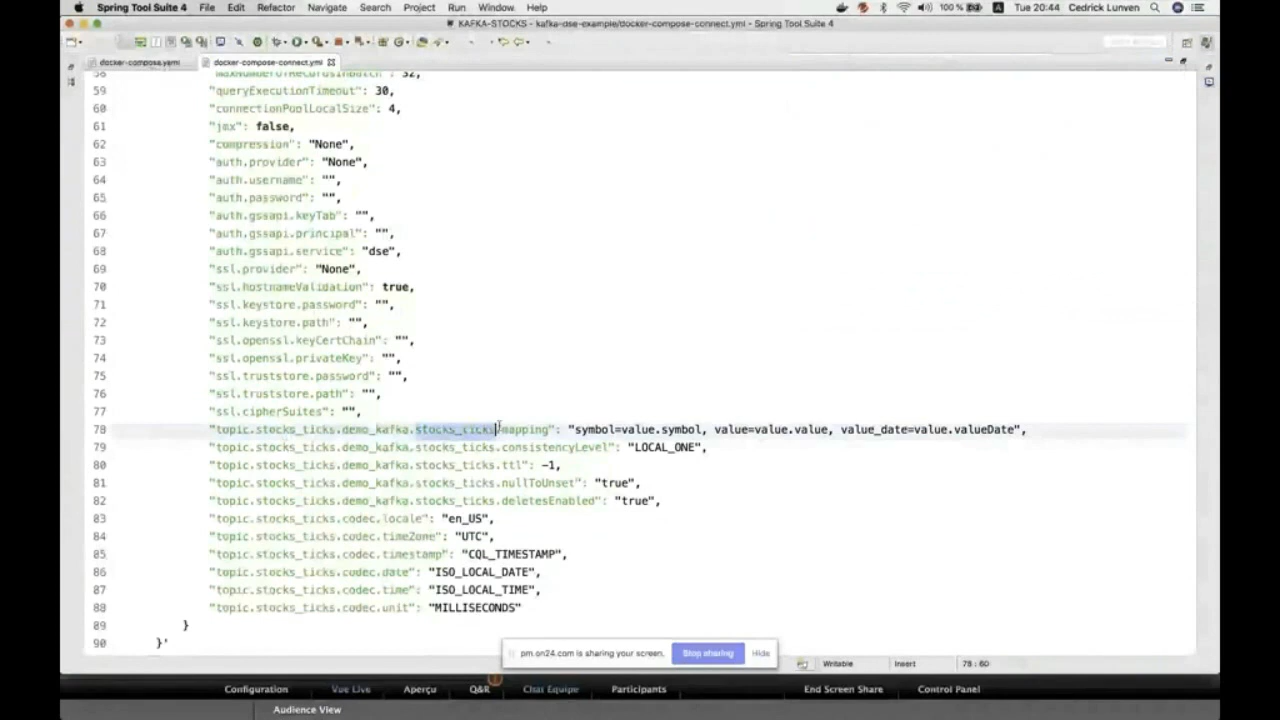 Spring Tool Suite 4 File Edit Refactor Navigate Search Project Run Window Help 100 % Tue 20:44 Cedrick Lunven
KAFKA-STOCKS - kafka-dse-example/docker-compose-connect.yml - Spring Tool Suite 4
docker-compose.yaml docker-compose-connect.yml
58 "maxNumberOfRecordsInBatch": 32,
59 "queryExecutionTimeout": 30,
60 "connectionPoolLocalSize": 4,
61 "jmx": false,
62 "compression": "None",
63 "auth.provider": "None",
64 "auth.username": "",
65 "auth.password": "",
66 "auth.gssapi.keyTab": "",
67 "auth.gssapi.principal": "",
68 "auth.gssapi.service": "dse",
69 "ssl.provider": "None",
70 "ssl.hostnameValidation": true,
71 "ssl.keystore.password": "",
72 "ssl.keystore.path": "",
73 "ssl.openssl.keyCertChain": "",
74 "ssl.openssl.privateKey": "",
75 "ssl.truststore.password": "",
76 "ssl.truststore.path": "",
77 "ssl.cipherSuites": "",
78 "topic.stocks_ticks.demo_kafka.stocks_ticks.mapping": "symbol=value.symbol, value=value.value, value_date=value.valueDate",
79 "topic.stocks_ticks.demo_kafka.stocks_ticks.consistencyLevel": "LOCAL_ONE",
80 "topic.stocks_ticks.demo_kafka.stocks_ticks.ttl": -1,
81 "topic.stocks_ticks.demo_kafka.stocks_ticks.nullToUnset": "true",
82 "topic.stocks_ticks.demo_kafka.stocks_ticks.deletesEnabled": "true",
83 "topic.stocks_ticks.codec.locale": "en_US",
84 "topic.stocks_ticks.codec.timeZone": "UTC",
85 "topic.stocks_ticks.codec.timestamp": "CQL_TIMESTAMP",
86 "topic.stocks_ticks.codec.date": "ISO_LOCAL_DATE",
87 "topic.stocks_ticks.codec.time": "ISO_LOCAL_TIME",
88 "topic.stocks_ticks.codec.unit": "MILLISECONDS"
89 }
90 }'
pm.on24.com is sharing your screen. Stop sharing Hide
Writable Insert 78 : 60
Configuration Vue Live Aperçu Q&R Chat Equipe Participants End Screen Share Control Panel
Audience View